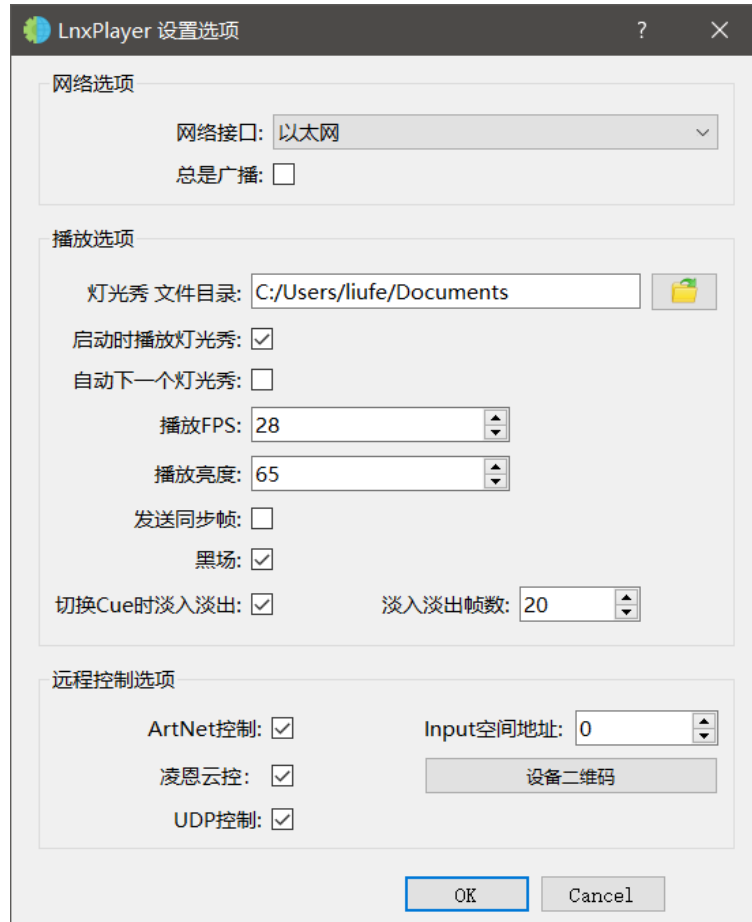 LnxPlayer 设置选项
网络选项
网络接口: 以太网
总是广播:
播放选项
灯光秀 文件目录: C:/Users/liufe/Documents
启动时播放灯光秀:
自动下一个灯光秀:
播放FPS: 28
播放亮度: 65
发送同步帧:
黑场:
切换Cue时淡入淡出: 淡入淡出帧数: 20
远程控制选项
ArtNet控制: Input空间地址: 0
凌恩云控: 设备二维码
UDP控制:
OK Cancel